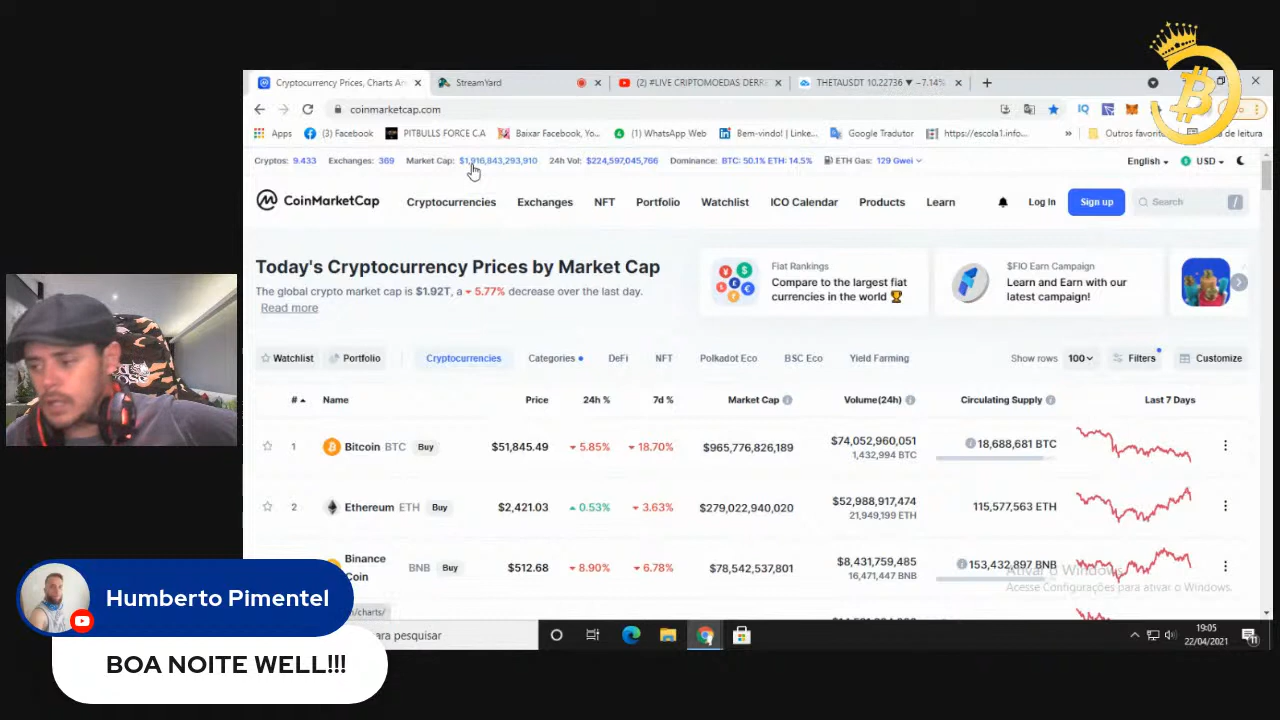 Cryptocurrency Prices, Charts An
StreamYard
(2) #LIVE CRIPTOMOEDAS DERRE
THETAUSDT 10.22736 ▼ −7.14%
coinmarketcap.com
Apps
(3) Facebook
PITBULLS FORCE C.A
Baixar Facebook, Yo...
(1) WhatsApp Web
Bem-vindo! | Linke...
Google Tradutor
https://escola1.info...
»
Outros favorit
de leitura
Cryptos: 9.433 Exchanges: 369 Market Cap: $1,916,843,293,910 24h Vol: $224,597,045,766 Dominance: BTC: 50.1% ETH: 14.5% ETH Gas: 129 Gwei
English
USD
CoinMarketCap
Cryptocurrencies Exchanges NFT Portfolio Watchlist ICO Calendar Products Learn
Log In
Sign up
Search /
Today's Cryptocurrency Prices by Market Cap
The global crypto market cap is $1.92T, a 5.77% decrease over the last day.
Read more
Fiat Rankings
Compare to the largest fiat
currencies in the world
$FIO Earn Campaign
Learn and Earn with our
latest campaign!
Watchlist Portfolio Cryptocurrencies Categories DeFi NFT Polkadot Eco BSC Eco Yield Farming Show rows 100 Filters Customize
# Name Price 24h % 7d % Market Cap Volume(24h) Circulating Supply Last 7 Days
1 Bitcoin BTC Buy $51,845.49 5.85% 18.70% $965,776,826,189 $74,052,960,051 18,688,681 BTC
1,432,994 BTC
2 Ethereum ETH Buy $2,421.03 0.53% 3.63% $279,022,940,020 $52,988,917,474 115,577,563 ETH
21,949,199 ETH
Binance
Coin
BNB Buy $512.68 8.90% 6.78% $78,542,537,801 $8,431,759,485 153,432,897 BNB
16,471,447 BNB
Ativar o Windows
Acesse Configurações para ativar o Windows.
/charts/
ara pesquisar
19:05
22/04/2021
11
Humberto Pimentel
BOA NOITE WELL!!!